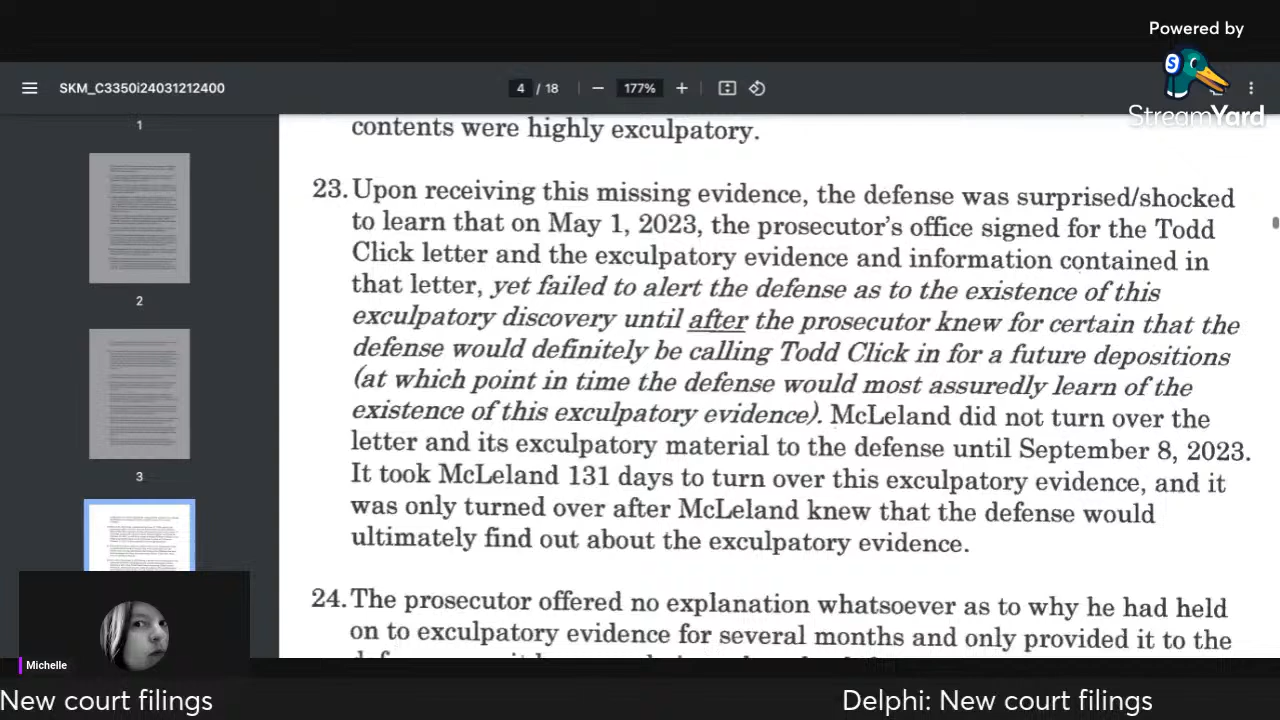 Powered by
StreamYard
SKM_C3350i24031212400
4 / 18
177%
1
2
3
contents were highly exculpatory.
23. Upon receiving this missing evidence, the defense was surprised/shocked
to learn that on May 1, 2023, the prosecutor's office signed for the Todd
Click letter and the exculpatory evidence and information contained in
that letter, yet failed to alert the defense as to the existence of this
exculpatory discovery until after the prosecutor knew for certain that the
defense would definitely be calling Todd Click in for a future depositions
(at which point in time the defense would most assuredly learn of the
existence of this exculpatory evidence). McLeland did not turn over the
letter and its exculpatory material to the defense until September 8, 2023.
It took McLeland 131 days to turn over this exculpatory evidence, and it
was only turned over after McLeland knew that the defense would
ultimately find out about the exculpatory evidence.
24. The prosecutor offered no explanation whatsoever as to why he had held
on to exculpatory evidence for several months and only provided it to the
Michelle
New court filings
Delphi: New court filings